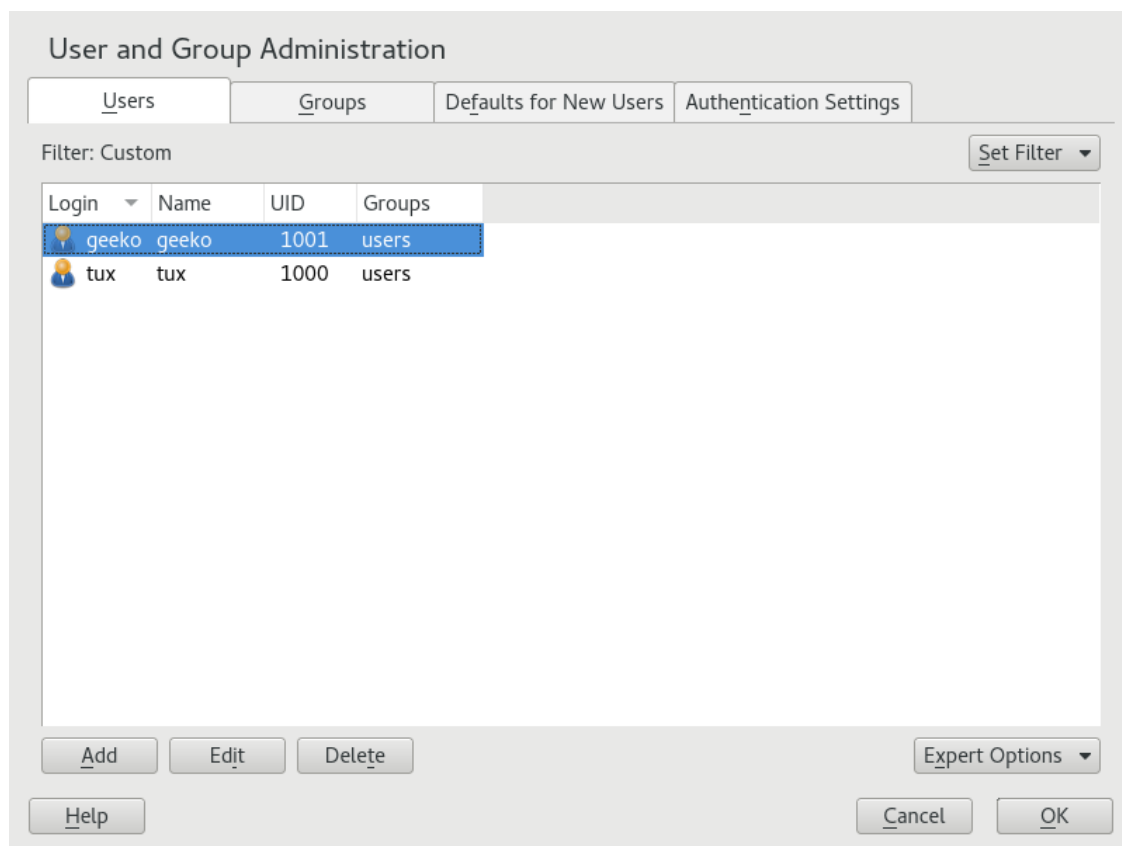 User and Group Administration
Users Groups Defaults for New Users Authentication Settings
Filter: Custom Set Filter
Login Name UID Groups
geeko geeko 1001 users
tux tux 1000 users
Add Edit Delete Expert Options
Help Cancel OK